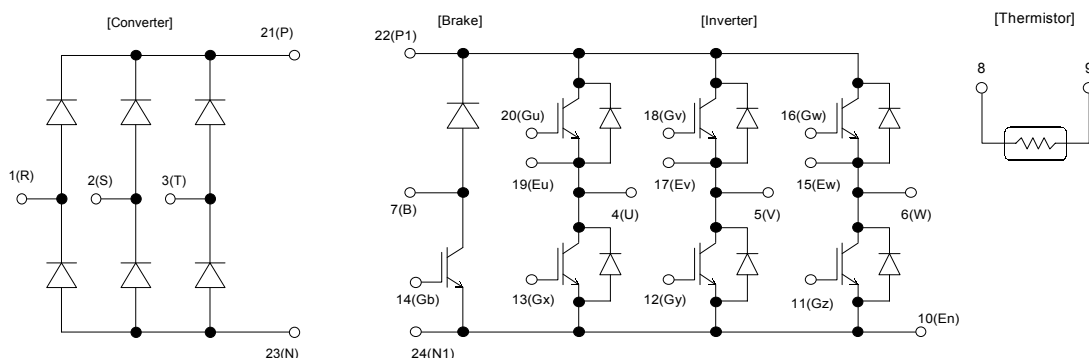 [Converter]
21(P)
1(R)
2(S)
3(T)
23(N)
[Brake]
[Inverter]
22(P1)
20(Gu)
18(Gv)
16(Gw)
19(Eu)
17(Ev)
15(Ew)
7(B)
4(U)
5(V)
6(W)
14(Gb)
13(Gx)
12(Gy)
11(Gz)
10(En)
24(N1)
[Thermistor]
8
9